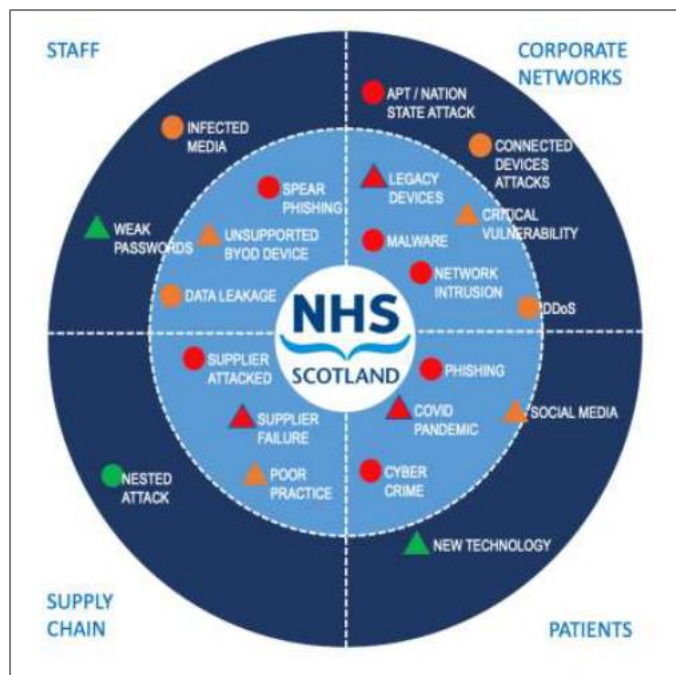 STAFF
CORPORATE
NETWORKS
APT / NATION
STATE ATTACK
INFECTED
MEDIA
CONNECTED
DEVICES
ATTACKS
SPEAR
PHISHING
LEGACY
DEVICES
WEAK
PASSWORDS
UNSUPPORTED
BYOD DEVICE
CRITICAL
VULNERABILITY
MALWARE
NETWORK
INTRUSION
DATA LEAKAGE
DDoS
NHS
SCOTLAND
SUPPLIER
ATTACKED
PHISHING
SUPPLIER
FAILURE
COVID
PANDEMIC
SOCIAL MEDIA
NESTED
ATTACK
POOR
PRACTICE
CYBER
CRIME
NEW TECHNOLOGY
SUPPLY
CHAIN
PATIENTS